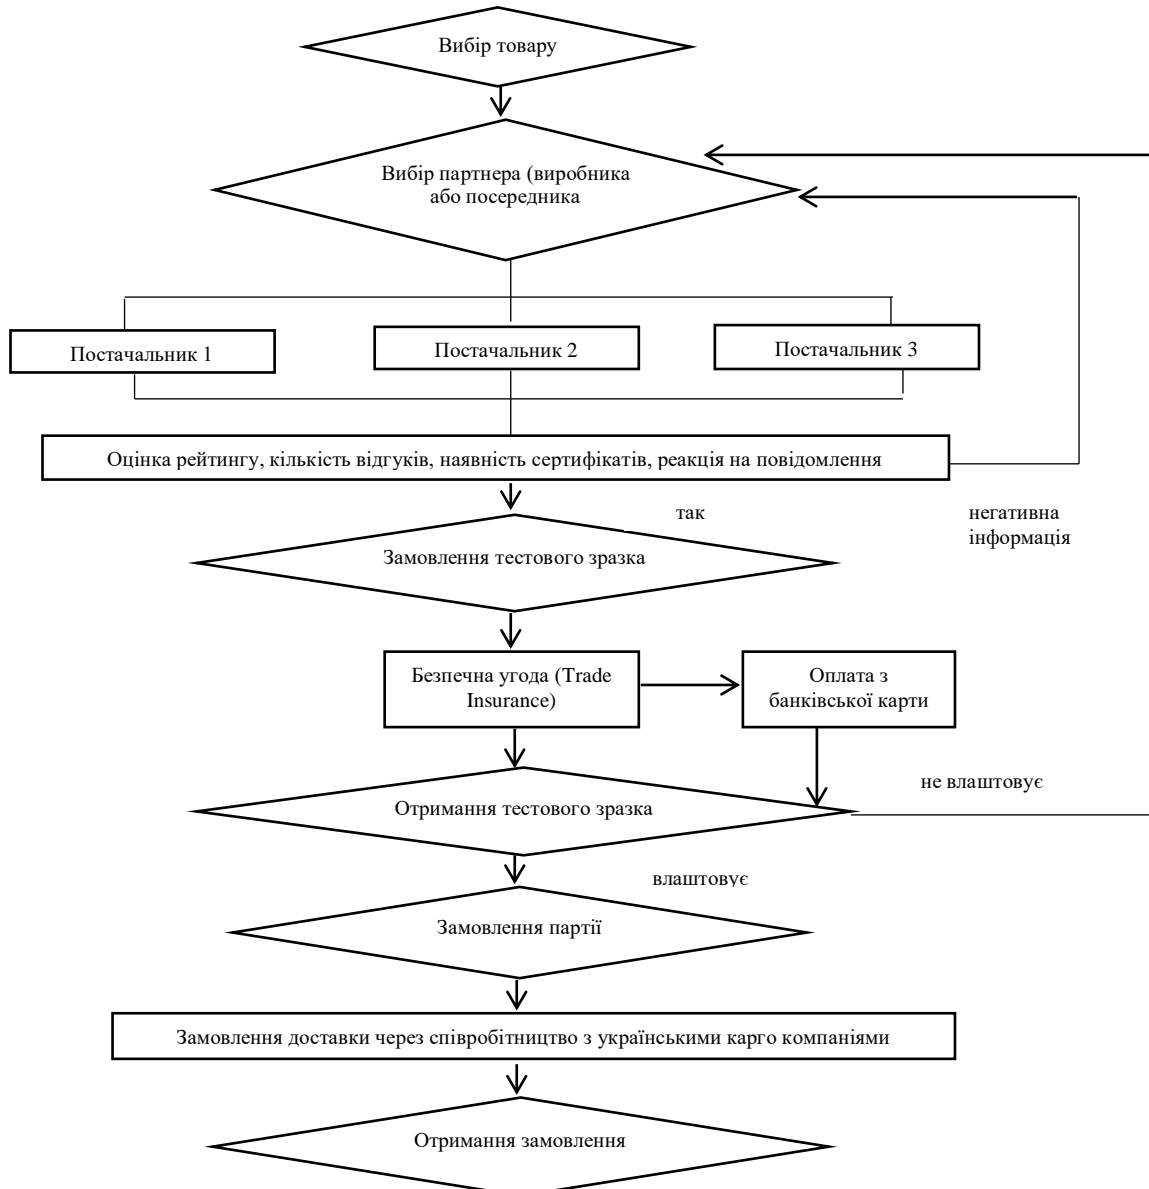 Вибір товару
Вибір партнера (виробника
або посередника
Постачальник 1
Постачальник 2
Постачальник 3
Оцінка рейтингу, кількість відгуків, наявність сертифікатів, реакція на повідомлення
так
негативна
інформація
Замовлення тестового зразка
Безпечна угода (Trade
Insurance)
Оплата з
банківської карти
не влаштовує
Отримання тестового зразка
влаштовує
Замовлення партії
Замовлення доставки через співробітництво з українськими карго компаніями
Отримання замовлення